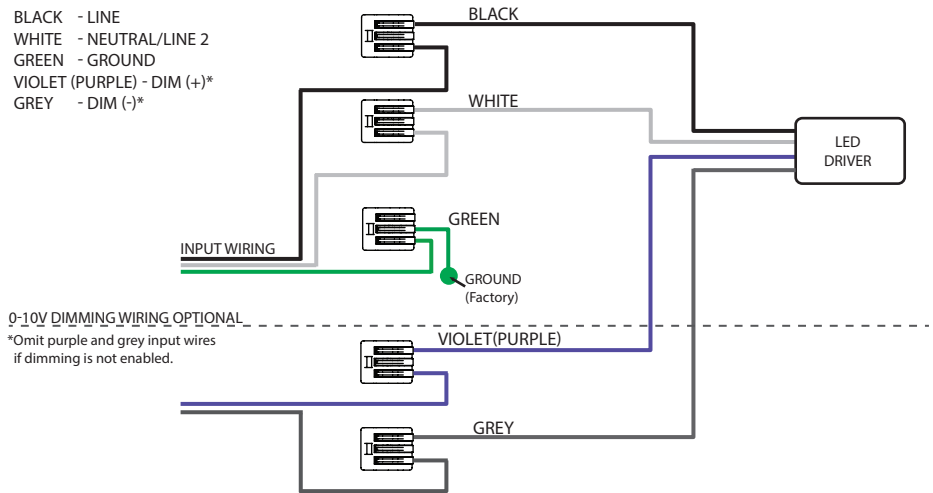 BLACK - LINE
WHITE - NEUTRAL/LINE 2
GREEN - GROUND
VIOLET (PURPLE) - DIM (+)*
GREY - DIM (-)*
BLACK
WHITE
LED
DRIVER
GREEN
INPUT WIRING
GROUND
(Factory)
0-10V DIMMING WIRING OPTIONAL
*Omit purple and grey input wires
if dimming is not enabled.
VIOLET(PURPLE)
GREY